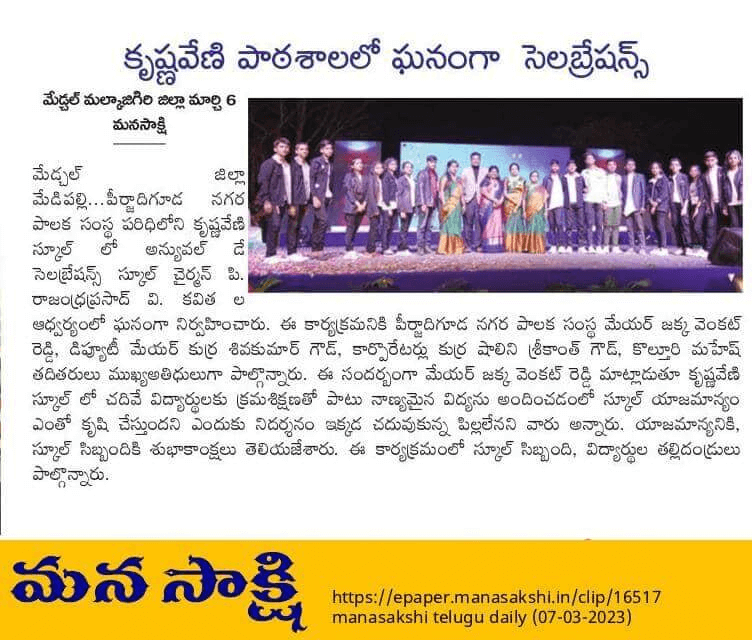 కృష్ణవేణి పాఠశాలలో ఘనంగా సెలబ్రేషన్స్
మేడ్చల్ మల్కాజిగిరి జిల్లా మార్చి 6
మనసాక్షి
మేడ్చల్ జిల్లా
మేడిపల్లి...పీర్జాదిగూడ నగర
పాలక సంస్థ పరిధిలోని కృష్ణవేణి
స్కూల్ లో అన్యువల్ డే
సెలబ్రేషన్స్ స్కూల్ చైర్మన్ పి.
రాజంధ్రప్రసాద్ వి. కవిత ల
ఆధ్వర్యంలో ఘనంగా నిర్వహించారు. ఈ కార్యక్రమనికి పీర్జాదిగూడ నగర పాలక సంస్థ మేయర్ జక్క వెంకట్
రెడ్డి, డిప్యూటీ మేయర్ కుర్ర శివకుమార్ గౌడ్, కార్పొరేటర్లు కుర్ర షాలిని శ్రీకాంత్ గౌడ్, కొల్తూరి మహేష్
తదితరులు ముఖ్యఅతిధులుగా పాల్గొన్నారు. ఈ సందర్బంగా మేయర్ జక్క వెంకట్ రెడ్డి మాట్లాడుతూ కృష్ణవేణి
స్కూల్ లో చదివే విద్యార్థులకు క్రమశిక్షణతో పాటు నాణ్యమైన విద్యను అందించడంలో స్కూల్ యాజమాన్యం
ఎంతో కృషి చేస్తుందని ఎందుకు నిదర్శనం ఇక్కడ చదువుకున్న పిల్లలేనని వారు అన్నారు. యాజమాన్యనికి,
స్కూల్ సిబ్బందికి శుభాకాంక్షలు తెలియజేశారు. ఈ కార్యక్రమంలో స్కూల్ సిబ్బంది, విద్యార్థుల తల్లిదండ్రులు
పాల్గొన్నారు.
మన సాక్షి
https://epaper.manasakshi.in/clip/16517
manasakshi telugu daily (07-03-2023)